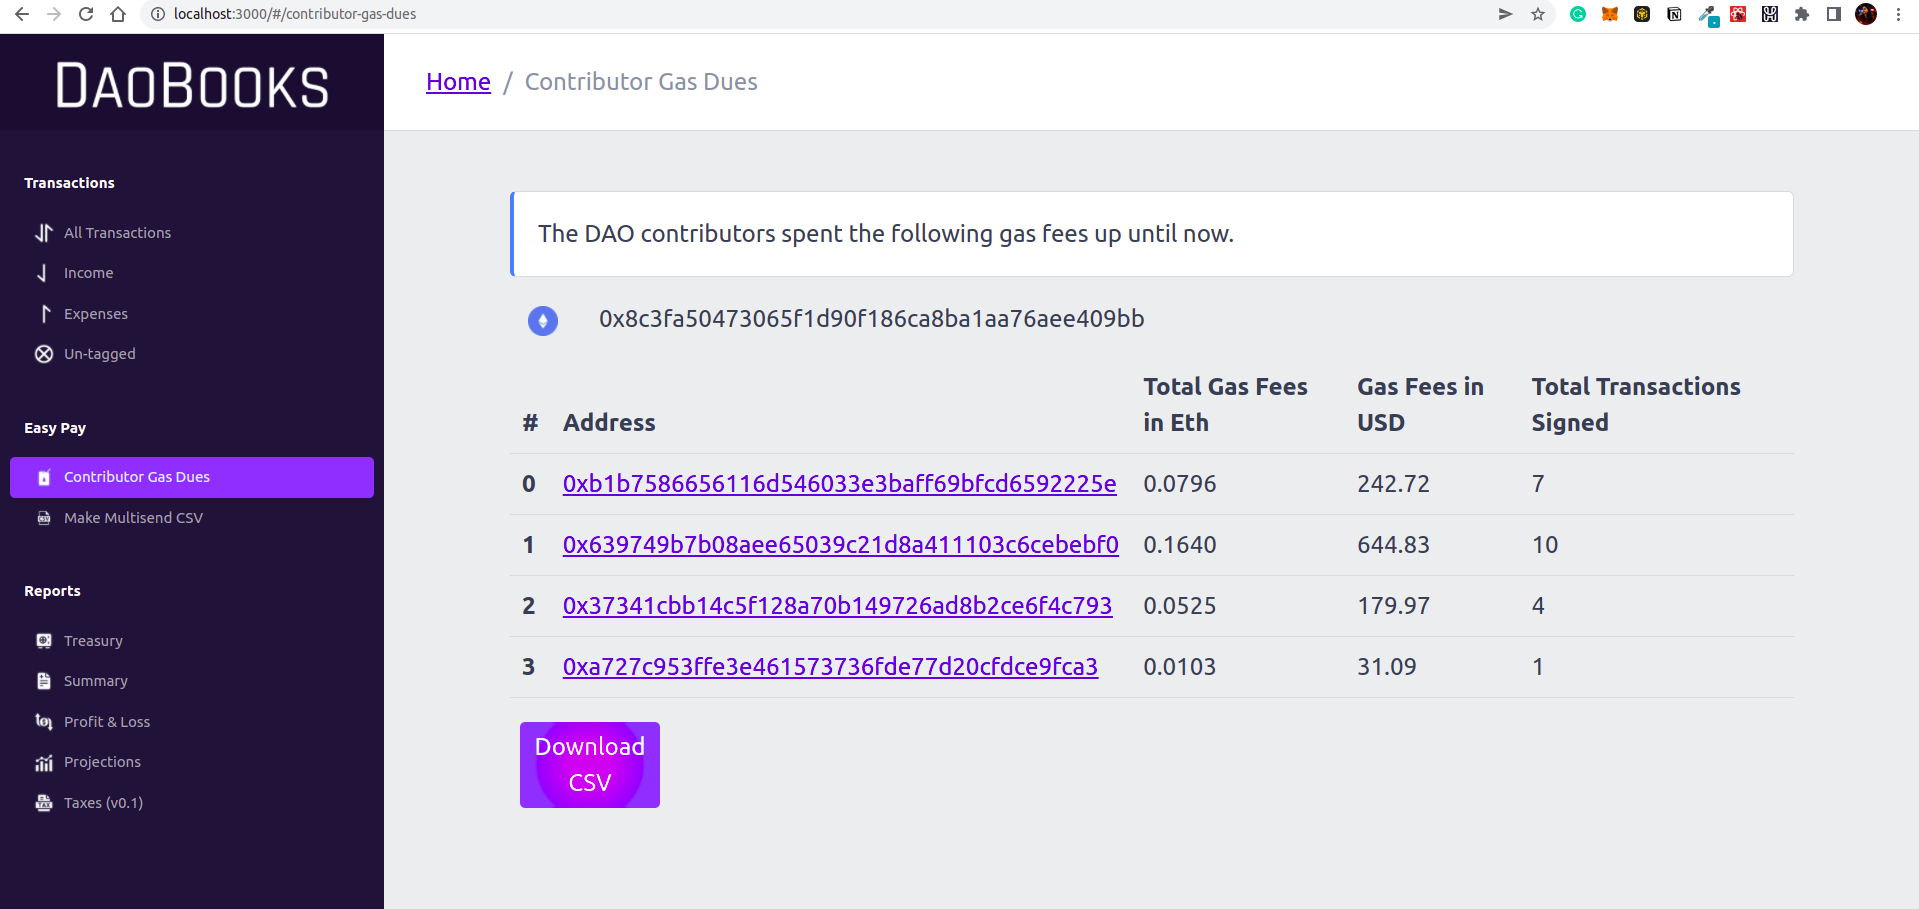 localhost:3000/#/contributor-gas-dues
DAOBOOKS
Home / Contributor Gas Dues
Transactions
All Transactions
Income
Expenses
Un-tagged
Easy Pay
Contributor Gas Dues
Make Multisend CSV
Reports
Treasury
Summary
Profit & Loss
Projections
Taxes (v0.1)
The DAO contributors spent the following gas fees up until now.
0x8c3fa50473065f1d90f186ca8ba1aa76aee409bb
# Address Total Gas Fees in Eth Gas Fees in USD Total Transactions Signed
0 0xb1b7586656116d546033e3baff69bfcd6592225e 0.0796 242.72 7
1 0x639749b7b08aee65039c21d8a411103c6cebebf0 0.1640 644.83 10
2 0x37341cbb14c5f128a70b149726ad8b2ce6f4c793 0.0525 179.97 4
3 0xa727c953ffe3e461573736fde77d20cfdce9fca3 0.0103 31.09 1
Download
CSV